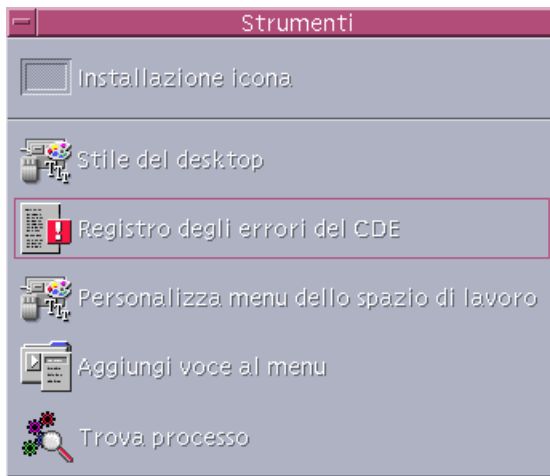 Strumenti
Installazione icona
Stile del desktop
Registro degli errori del CDE
Personalizza menu dello spazio di lavoro
Aggiungi voce al menu
Trova processo